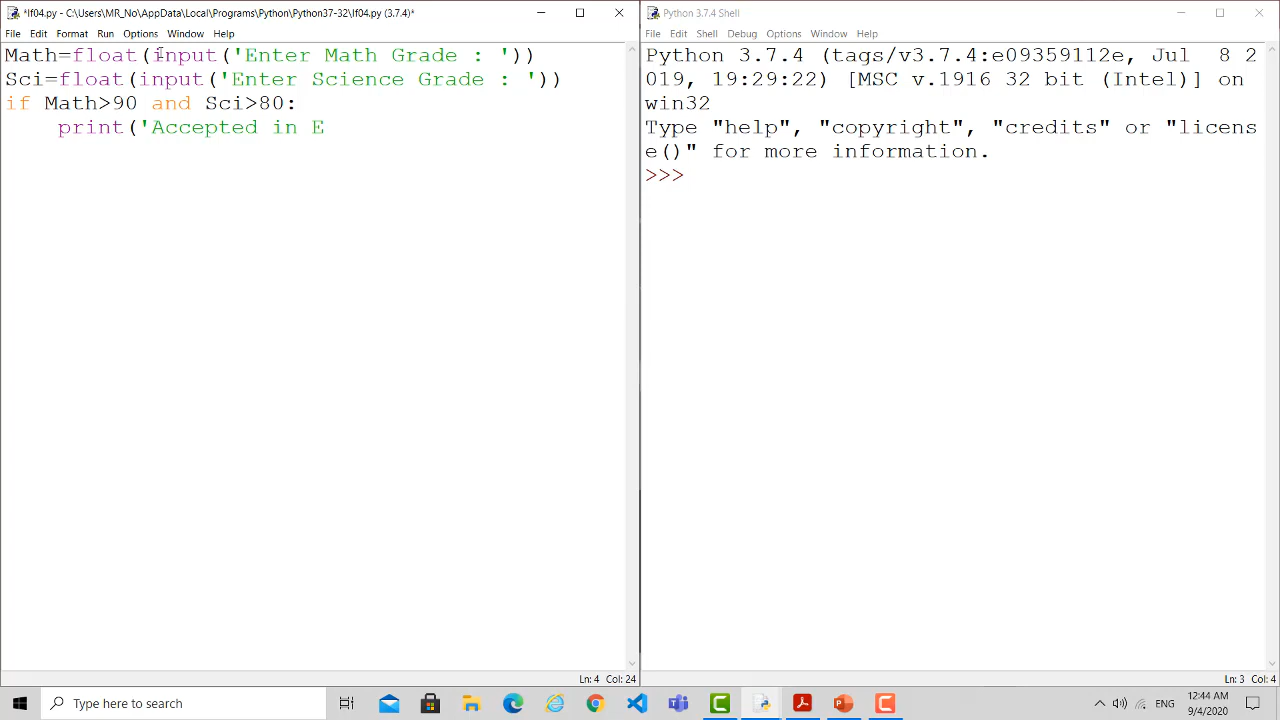 *If04.py - C:\Users\MR_No\AppData\Local\Programs\Python\Python37-32\If04.py (3.7.4)*
File Edit Format Run Options Window Help
Math=float(input('Enter Math Grade : '))
Sci=float(input('Enter Science Grade : '))
if Math>90 and Sci>80:
    print('Accepted in E
Ln: 4 Col: 24
Python 3.7.4 Shell
File Edit Shell Debug Options Window Help
Python 3.7.4 (tags/v3.7.4:e09359112e, Jul  8 2
019, 19:29:22) [MSC v.1916 32 bit (Intel)] on
win32
Type "help", "copyright", "credits" or "licens
e()" for more information.
>>>
Ln: 3 Col: 4
Type here to search
ENG
12:44 AM
9/4/2020